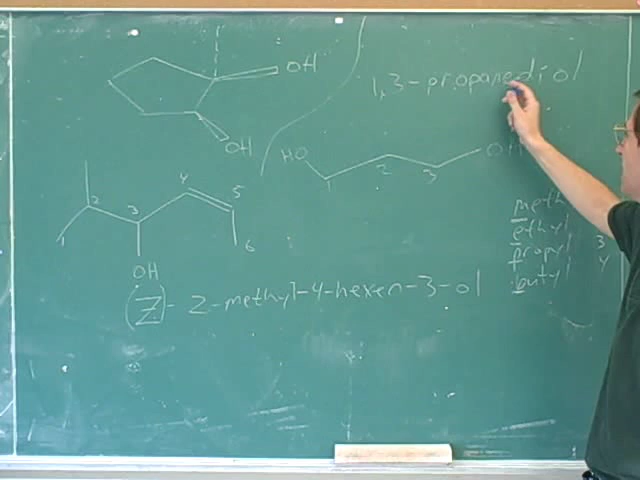 OH
OH
1,3-propanediol
HO
1
2
3
OH
1
2
3
4
5
6
OH
(Z)-2-methyl-4-hexen-3-ol
meth
ethyl
propyl 3
butyl 4